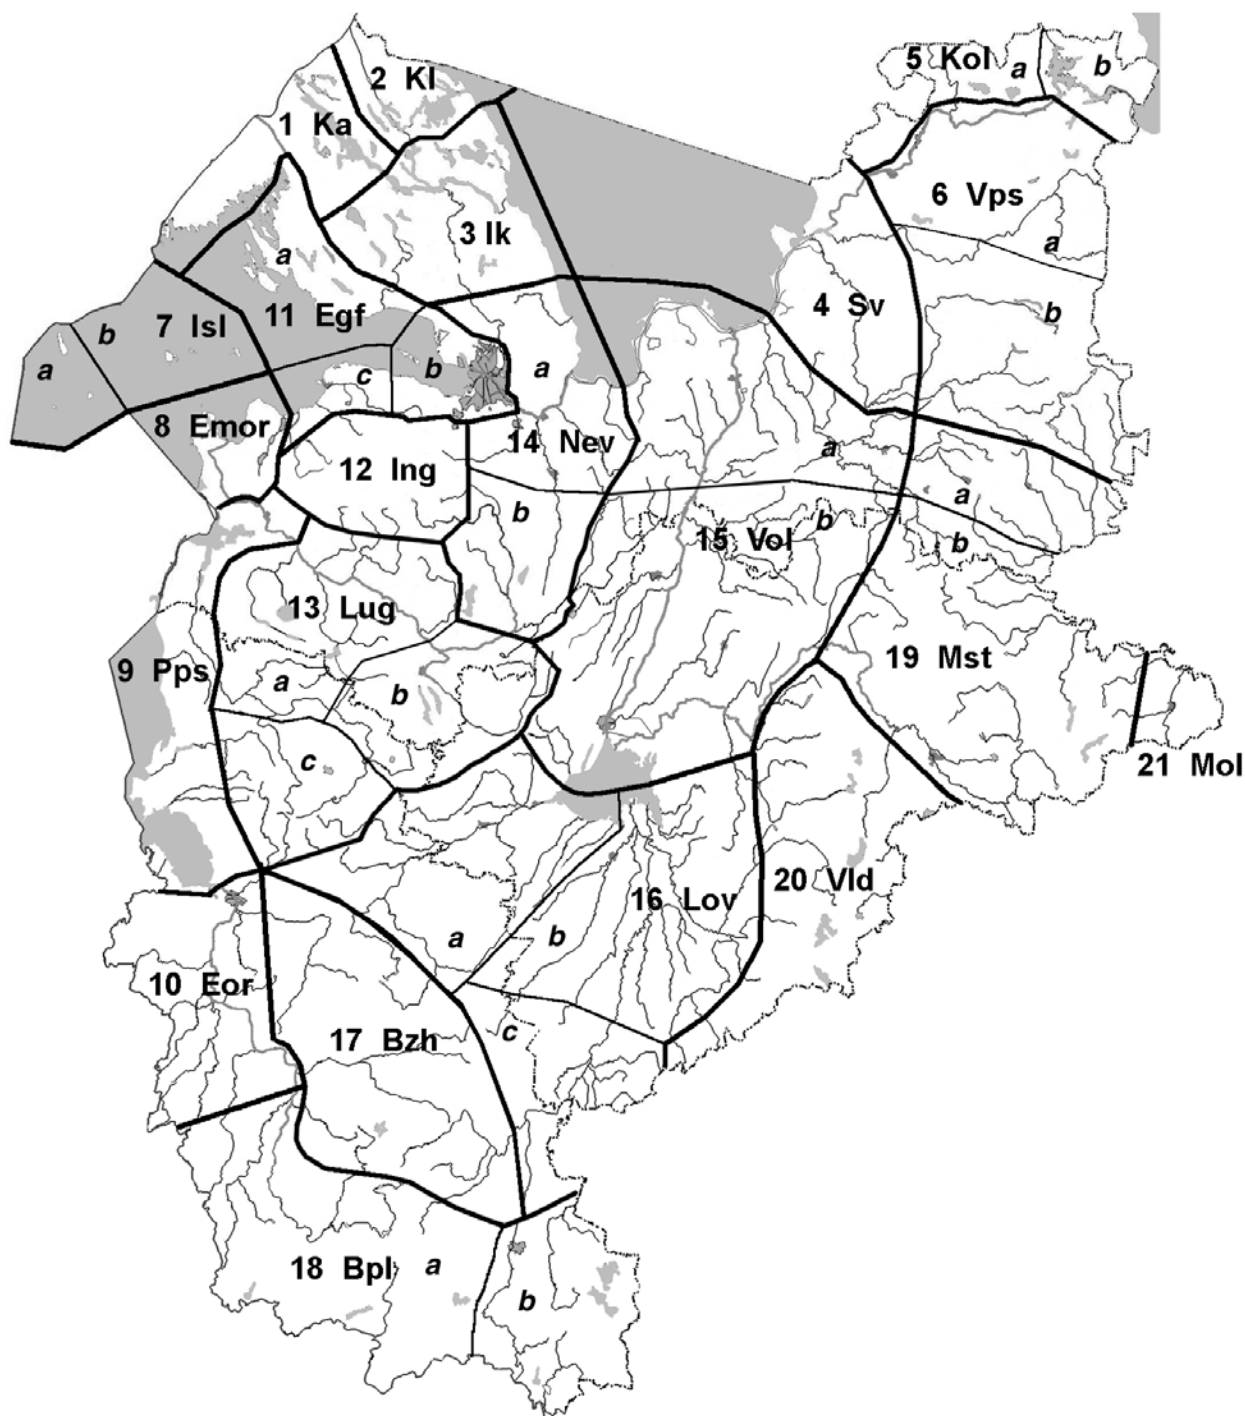 5 Kol
a
b
2 Kl
1 Ka
6 Vps
a
3 Ik
a
b
4 Sv
11 Egf
7 Isl
b
a
b
c
a
8 Emor
14 Nev
a
12 Ing
a
b
b
15 Vol
b
13 Lug
19 Mst
9 Pps
a
b
c
21 Mol
20 Vld
16 Lov
a
b
10 Eor
17 Bzh
c
18 Bpl
a
b